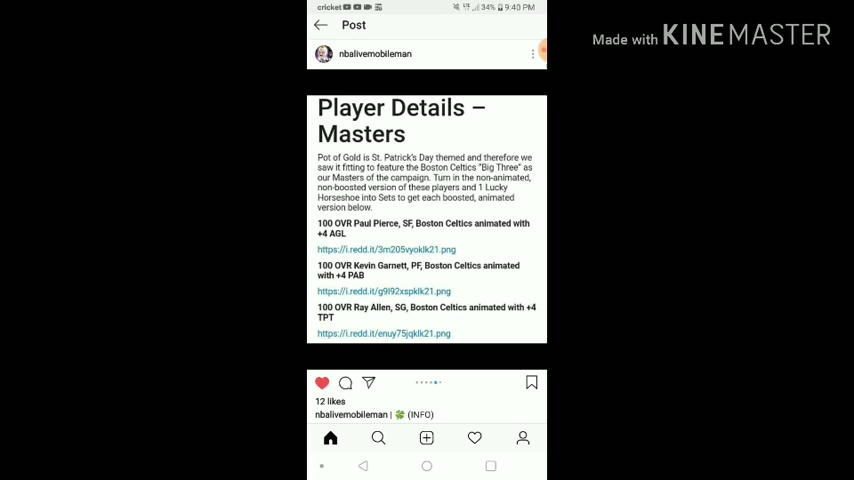 cricket 34% 9:40 PM
Made with KINEMASTER
Post
nbalivemobileman
Player Details –
Masters
Pot of Gold is St. Patrick's Day themed and therefore we
saw it fitting to feature the Boston Celtics "Big Three" as
our Masters of the campaign. Turn in the non-animated,
non-boosted version of these players and 1 Lucky
Horseshoe into Sets to get each boosted, animated
version below.
100 OVR Paul Pierce, SF, Boston Celtics animated with
+4 AGL
https://i.redd.it/3m205vyoklk21.png
100 OVR Kevin Garnett, PF, Boston Celtics animated
with +4 PAB
https://i.redd.it/g9l92xspklk21.png
100 OVR Ray Allen, SG, Boston Celtics animated with +4
TPT
https://i.redd.it/enuy75jqklk21.png
12 likes
nbalivemobileman | 🍀 (INFO)